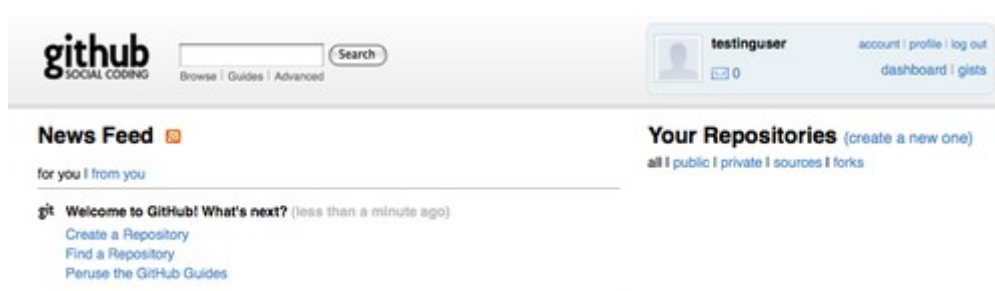 github
SOCIAL CODING
Search
Browse | Guides | Advanced
testinguser
account | profile | log out
0
dashboard | gists
News Feed
for you | from you
git Welcome to GitHub! What's next? (less than a minute ago)
Create a Repository
Find a Repository
Peruse the GitHub Guides
Your Repositories (create a new one)
all | public | private | sources | forks